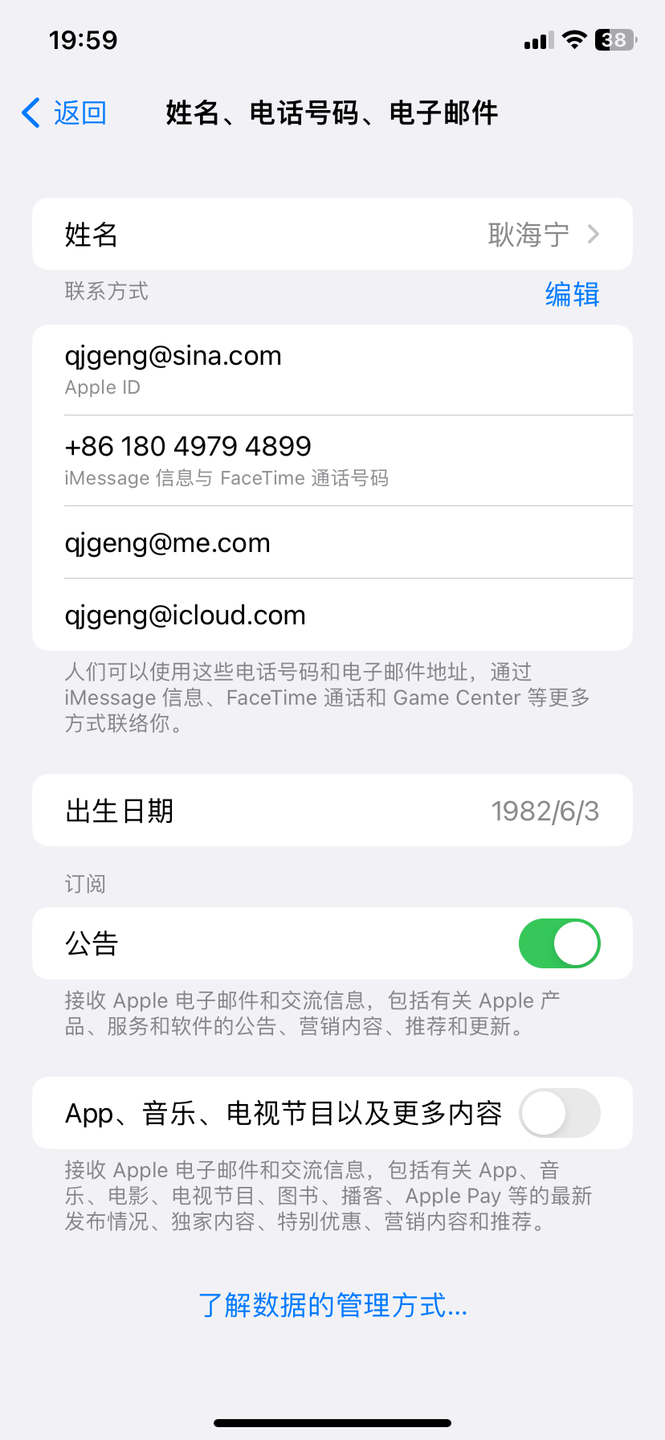 19:59
38
返回
姓名、电话号码、电子邮件
姓名
耿海宁
联系方式
编辑
qjgeng@sina.com
Apple ID
+86 180 4979 4899
iMessage 信息与 FaceTime 通话号码
qjgeng@me.com
qjgeng@icloud.com
人们可以使用这些电话号码和电子邮件地址，通过
iMessage 信息、FaceTime 通话和 Game Center 等更多
方式联络你。
出生日期
1982/6/3
订阅
公告
接收 Apple 电子邮件和交流信息，包括有关 Apple 产
品、服务和软件的公告、营销内容、推荐和更新。
App、音乐、电视节目以及更多内容
接收 Apple 电子邮件和交流信息，包括有关 App、音
乐、电影、电视节目、图书、播客、Apple Pay 等的最新
发布情况、独家内容、特别优惠、营销内容和推荐。
了解数据的管理方式...